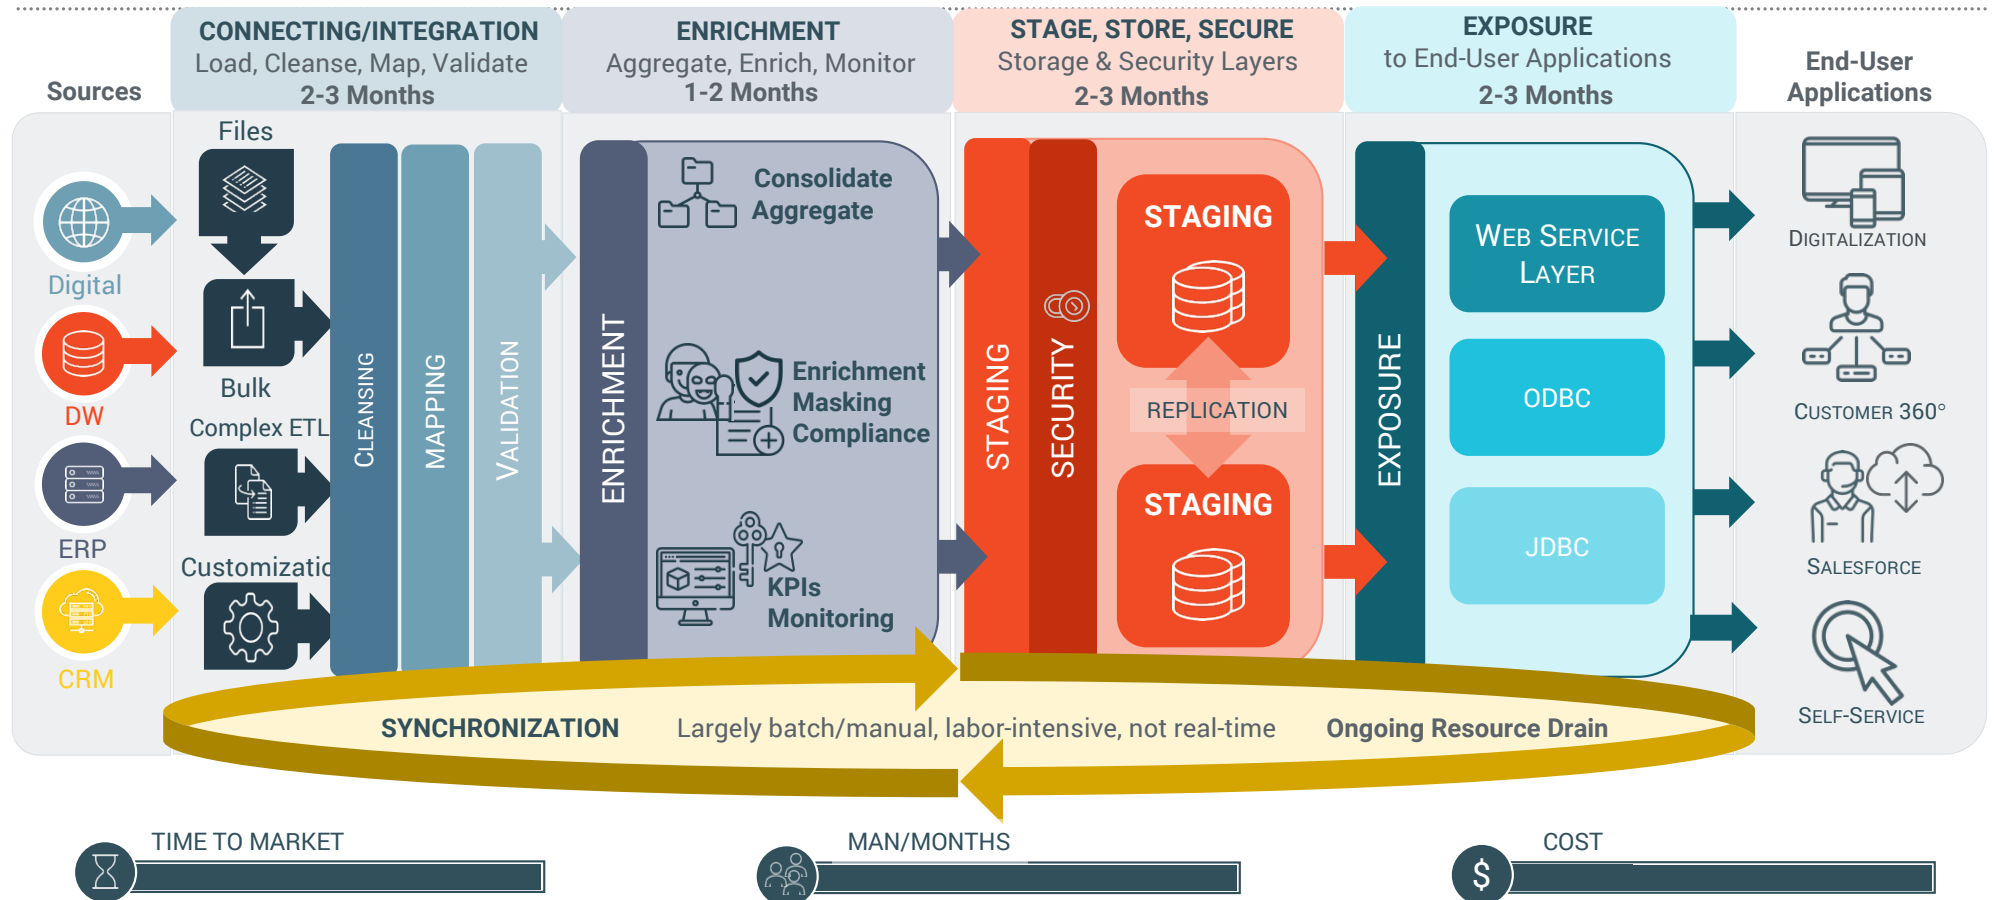 CONNECTING/INTEGRATION
Load, Cleanse, Map, Validate
2-3 Months
ENRICHMENT
Aggregate, Enrich, Monitor
1-2 Months
STAGE, STORE, SECURE
Storage & Security Layers
2-3 Months
EXPOSURE
to End-User Applications
2-3 Months
Sources
End-User
Applications
Digital
DW
ERP
CRM
Files
Bulk
Complex ETL
Customizatio
CLEANSING
MAPPING
VALIDATION
ENRICHMENT
Consolidate
Aggregate
Enrichment
Masking
Compliance
KPIs
Monitoring
STAGING
SECURITY
STAGING
REPLICATION
STAGING
EXPOSURE
WEB SERVICE
LAYER
ODBC
JDBC
DIGITALIZATION
CUSTOMER 360°
SALESFORCE
SELF-SERVICE
SYNCHRONIZATION
Largely batch/manual, labor-intensive, not real-time
Ongoing Resource Drain
TIME TO MARKET
MAN/MONTHS
COST
$